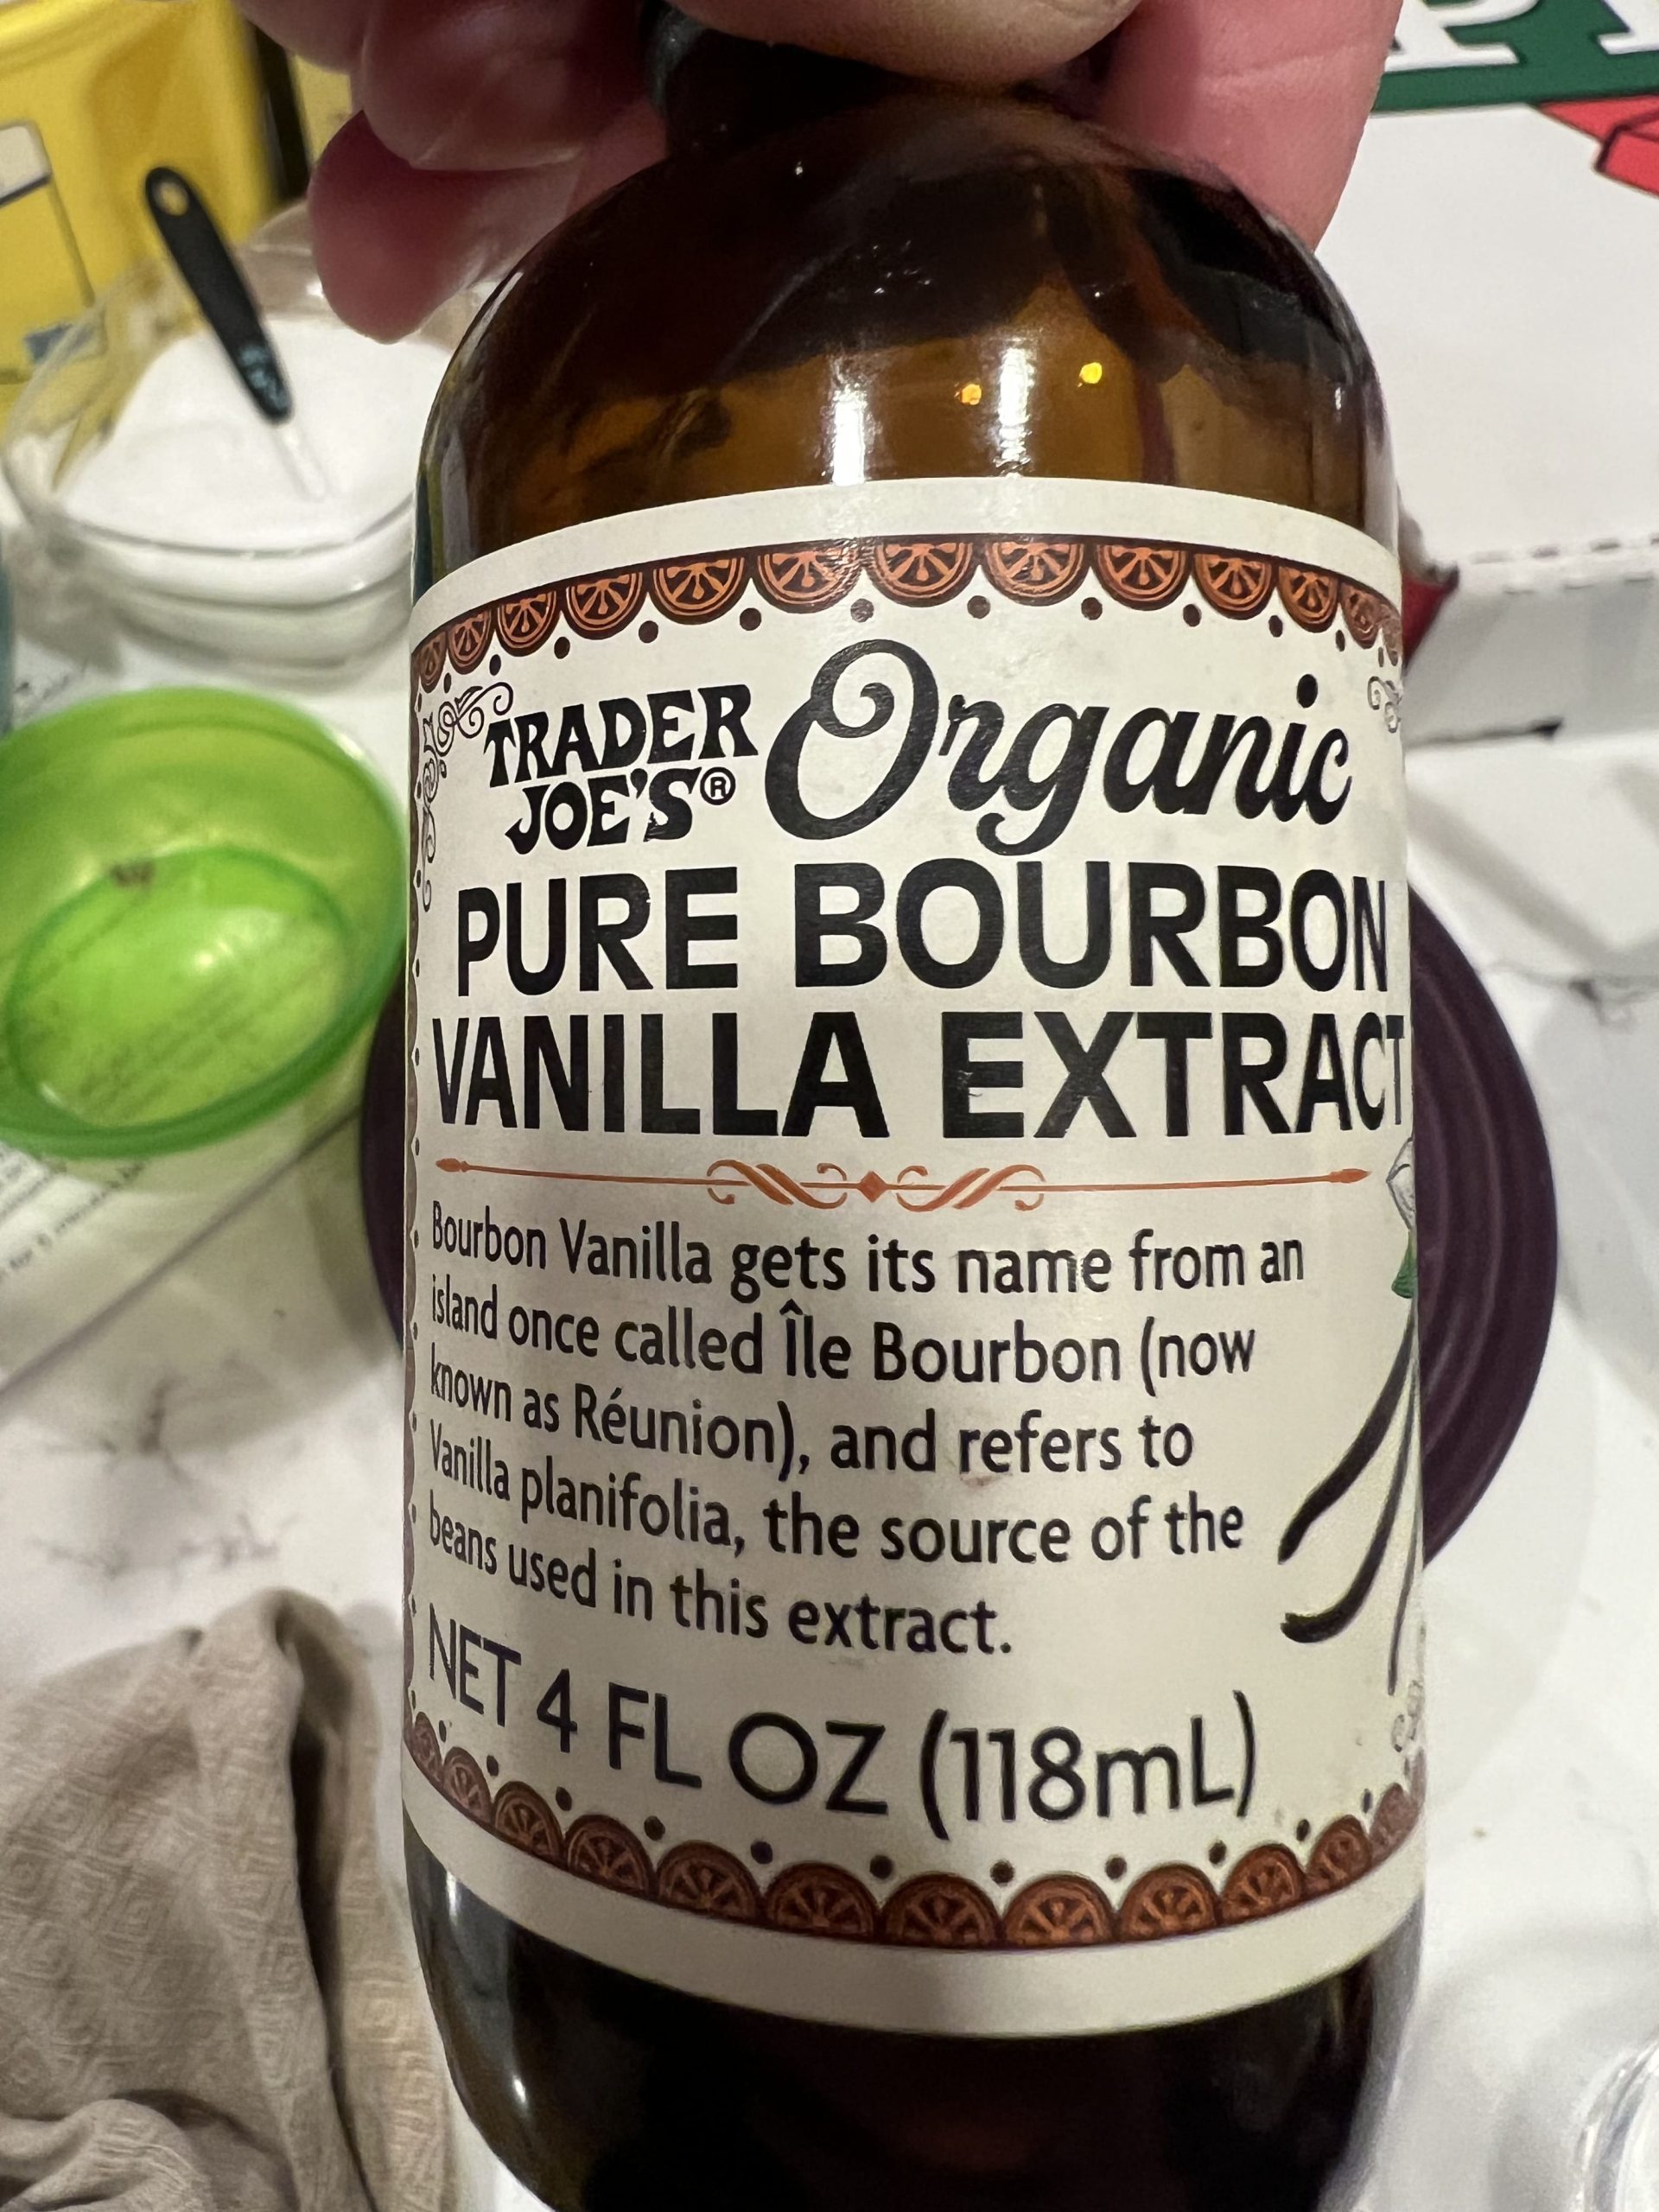 TRADER
JOE'S®
Organic
PURE BOURBON
VANILLA EXTRACT
Bourbon Vanilla gets its name from an
island once called Île Bourbon (now
known as Réunion), and refers to
Vanilla planifolia, the source of the
beans used in this extract.
NET 4 FL OZ (118mL)